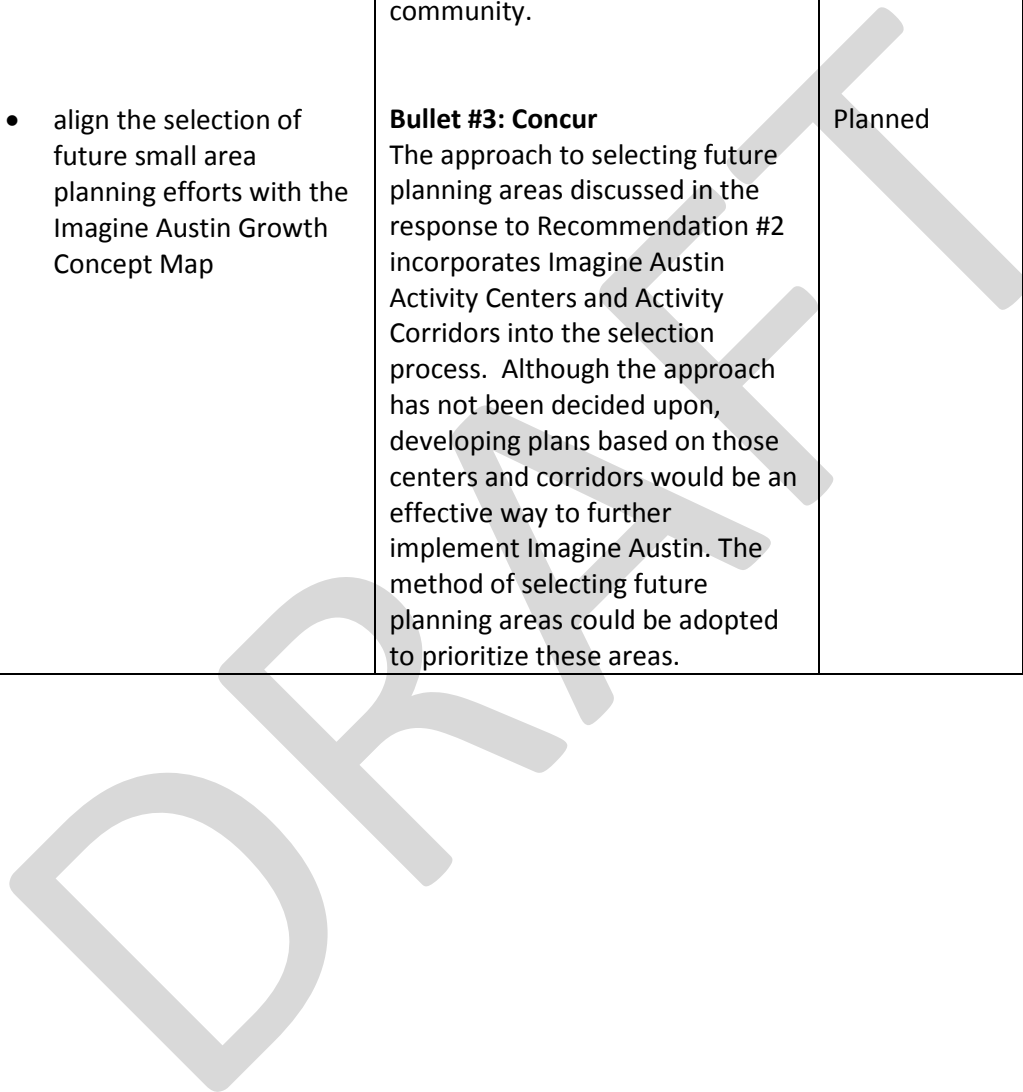 community.
• align the selection of
future small area
planning efforts with the
Imagine Austin Growth
Concept Map
Bullet #3: Concur
The approach to selecting future
planning areas discussed in the
response to Recommendation #2
incorporates Imagine Austin
Activity Centers and Activity
Corridors into the selection
process.  Although the approach
has not been decided upon,
developing plans based on those
centers and corridors would be an
effective way to further
implement Imagine Austin. The
method of selecting future
planning areas could be adopted
to prioritize these areas.
Planned
DRAFT